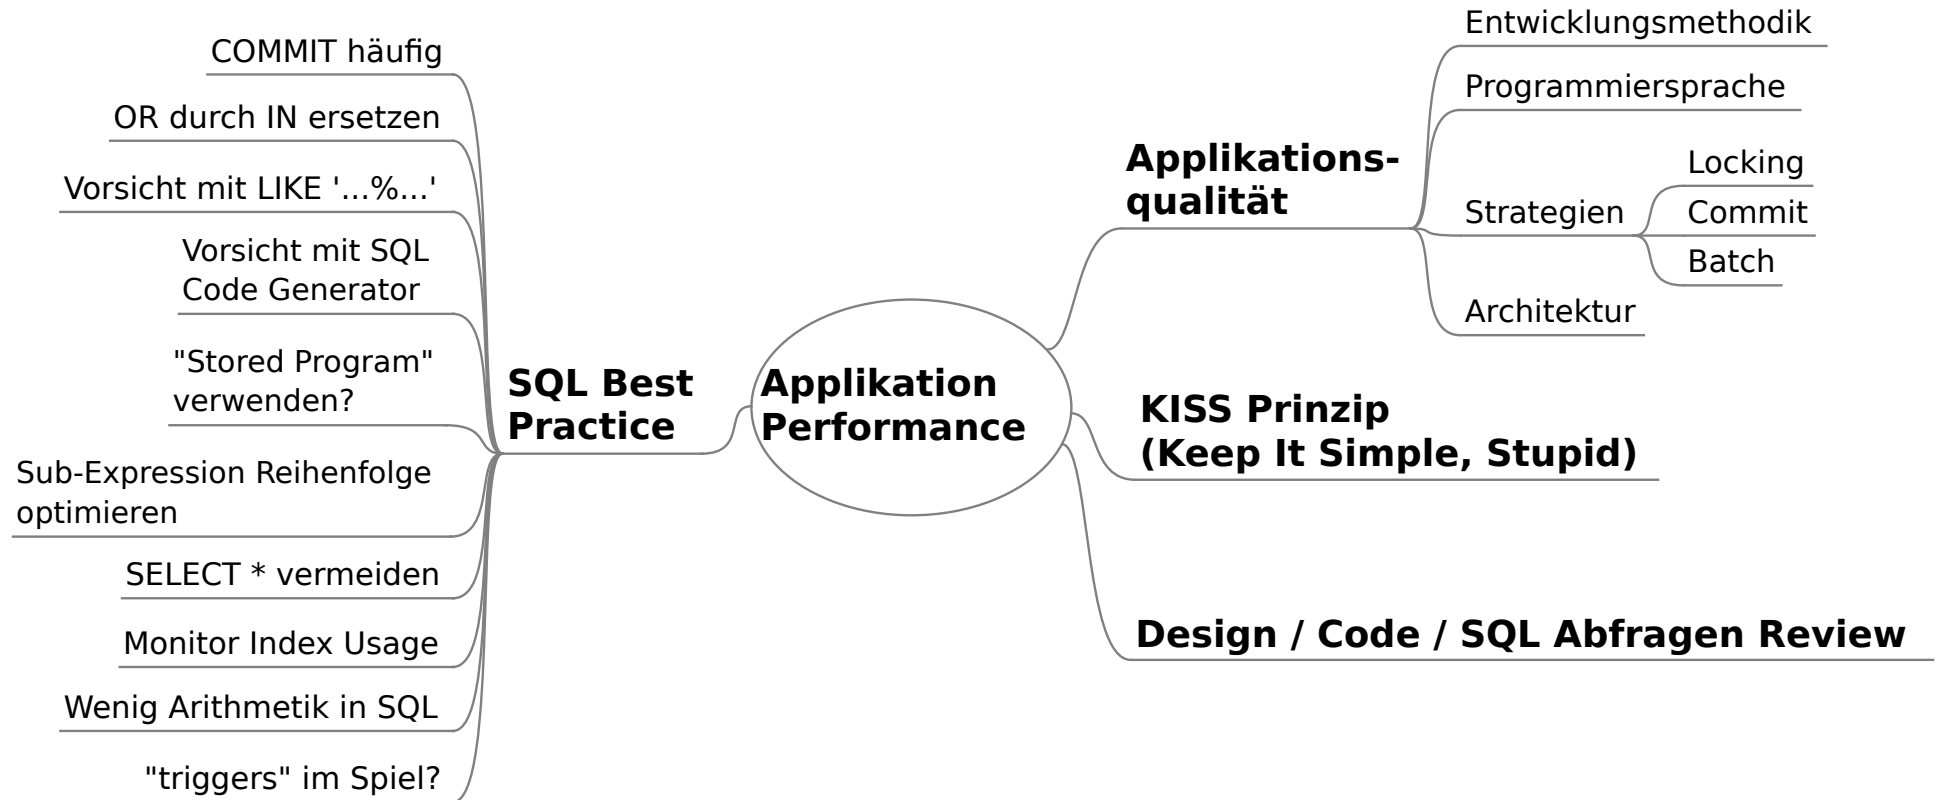 COMMIT häufig
OR durch IN ersetzen
Vorsicht mit LIKE '...%...'
Vorsicht mit SQL
Code Generator
"Stored Program"
verwenden?
Sub-Expression Reihenfolge
optimieren
SELECT * vermeiden
Monitor Index Usage
Wenig Arithmetik in SQL
"triggers" im Spiel?
SQL Best
Practice
Applikation
Performance
Applikations-
qualität
Entwicklungsmethodik
Programmiersprache
Strategien
Locking
Commit
Batch
Architektur
KISS Prinzip
(Keep It Simple, Stupid)
Design / Code / SQL Abfragen Review